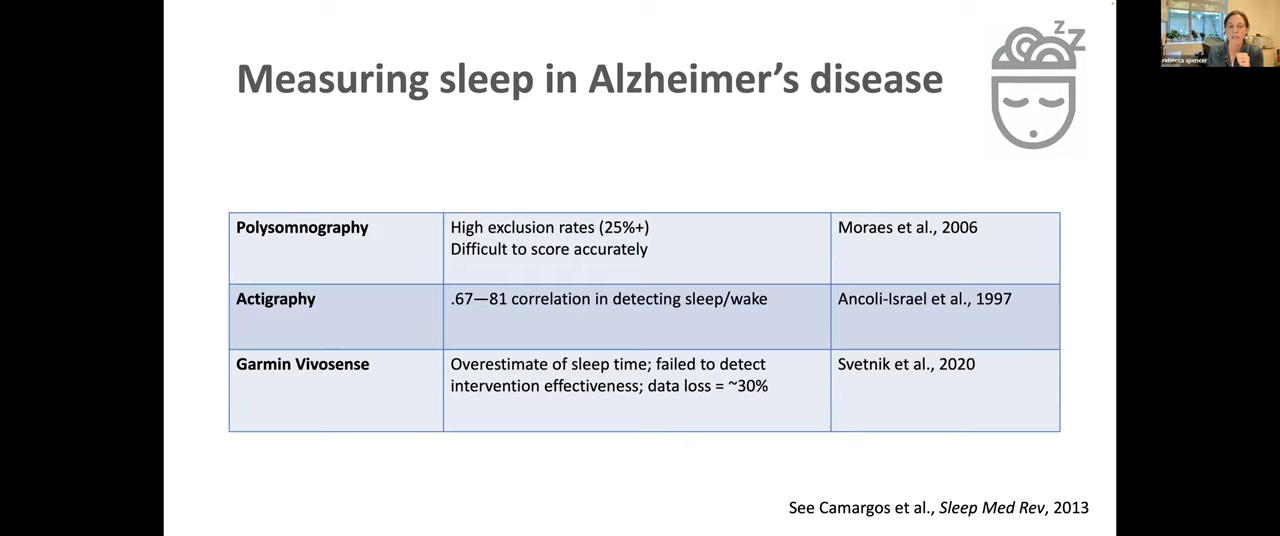 Measuring sleep in Alzheimer's disease
z
Z
rebecca spencer
Polysomnography
High exclusion rates (25%+)
Difficult to score accurately
Moraes et al., 2006
Actigraphy
.67—81 correlation in detecting sleep/wake
Ancoli-Israel et al., 1997
Garmin Vivosense
Overestimate of sleep time; failed to detect
intervention effectiveness; data loss = ~30%
Svetnik et al., 2020
See Camargos et al., Sleep Med Rev, 2013